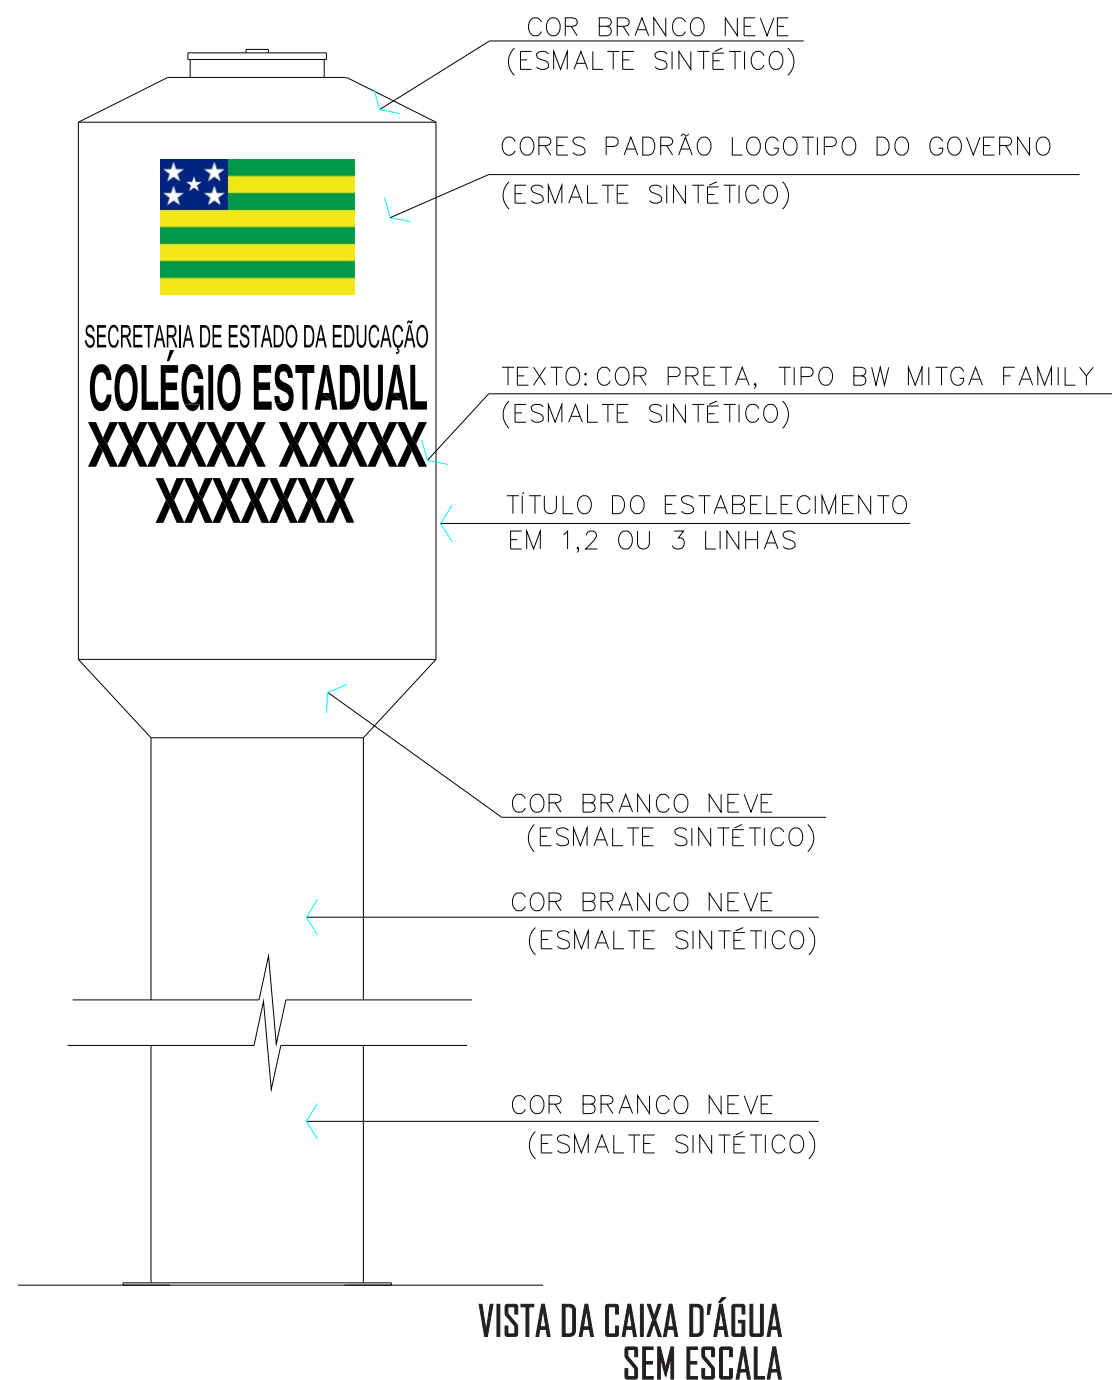 COR BRANCO NEVE
(ESMALTE SINTÉTICO)
CORES PADRÃO LOGOTIPO DO GOVERNO
(ESMALTE SINTÉTICO)
SECRETARIA DE ESTADO DA EDUCAÇÃO
COLÉGIO ESTADUAL
XXXXXX XXXXX
XXXXXXX
TEXTO: COR PRETA, TIPO BW MITGA FAMILY
(ESMALTE SINTÉTICO)
TÍTULO DO ESTABELECIMENTO
EM 1,2 OU 3 LINHAS
COR BRANCO NEVE
(ESMALTE SINTÉTICO)
COR BRANCO NEVE
(ESMALTE SINTÉTICO)
COR BRANCO NEVE
(ESMALTE SINTÉTICO)
VISTA DA CAIXA D'ÁGUA
SEM ESCALA